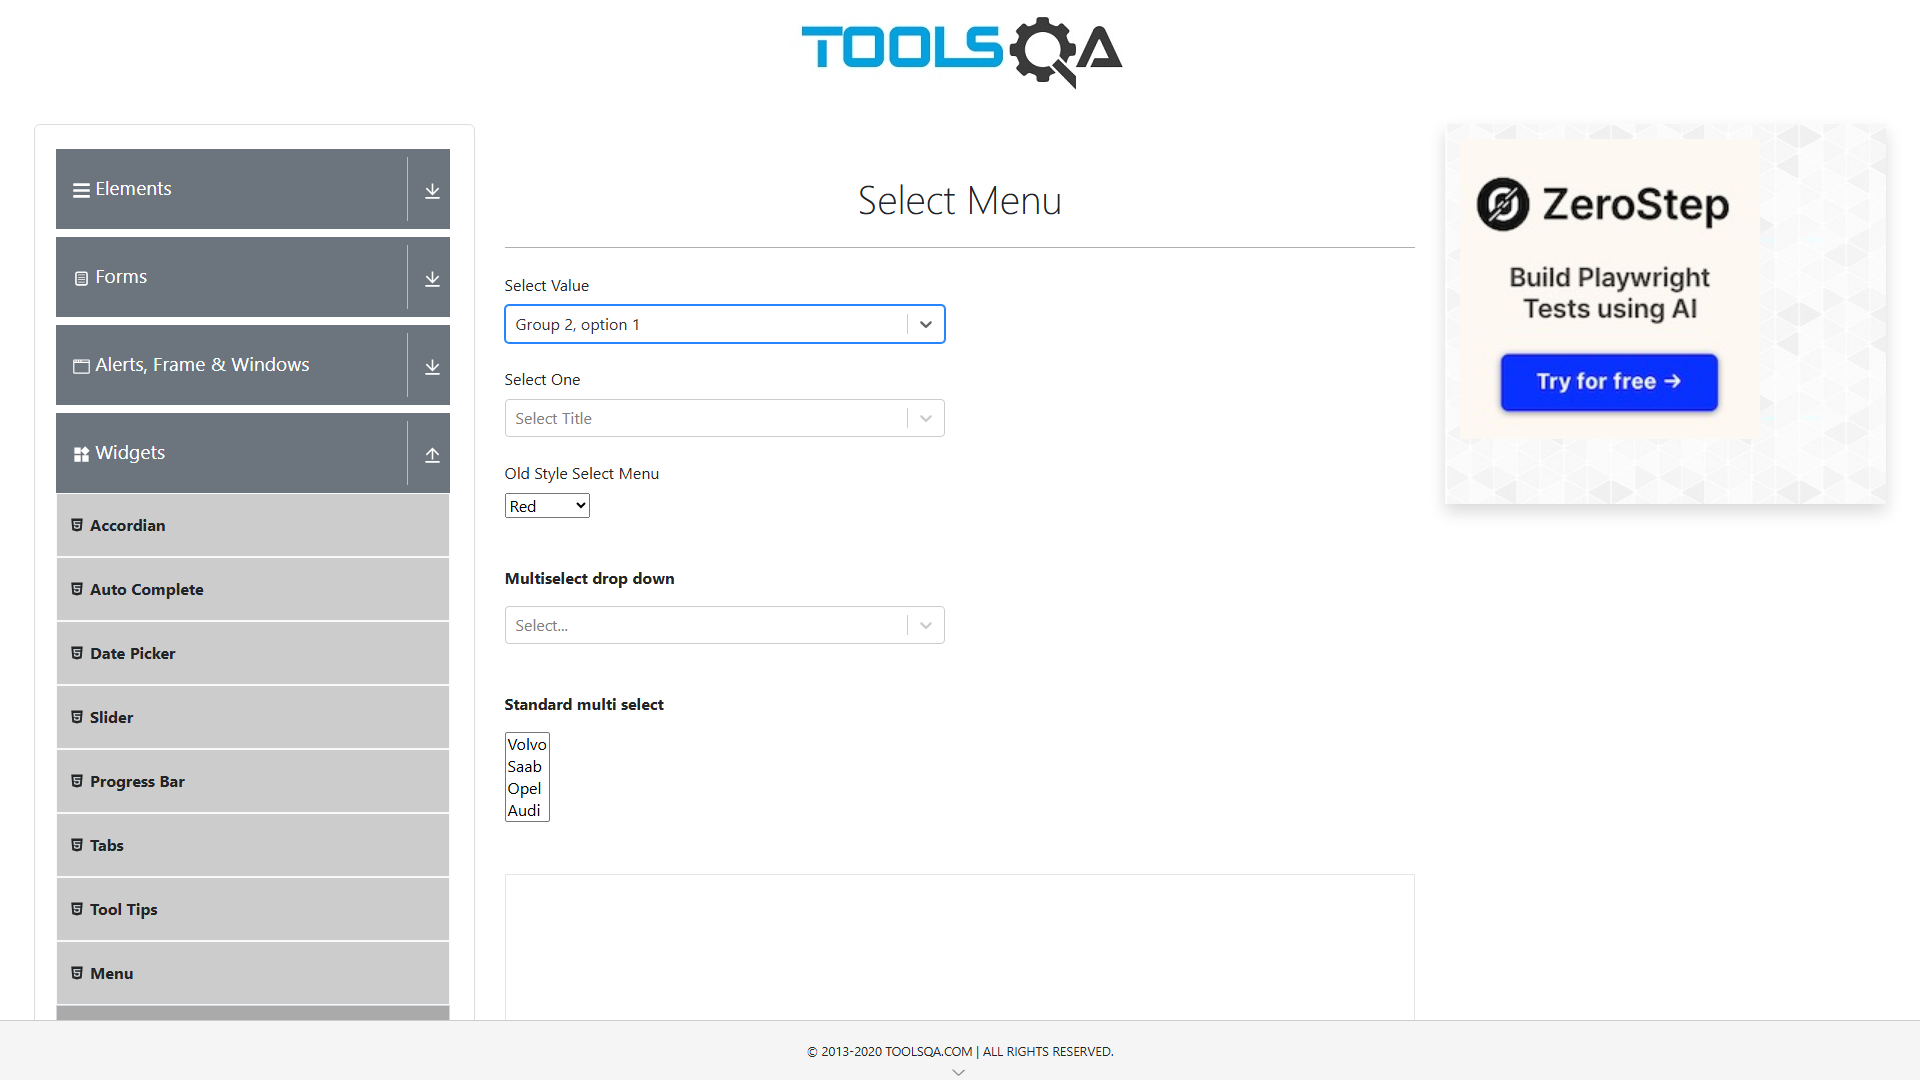 TOOLSQA
Elements
Forms
Alerts, Frame & Windows
Widgets
Accordian
Auto Complete
Date Picker
Slider
Progress Bar
Tabs
Tool Tips
Menu
Select Menu
Select Value
Group 2, option 1
Select One
Select Title
Old Style Select Menu
Red
Multiselect drop down
Select...
Standard multi select
Volvo
Saab
Opel
Audi
ZeroStep
Build Playwright
Tests using AI
Try for free →
© 2013-2020 TOOLSQA.COM | ALL RIGHTS RESERVED.